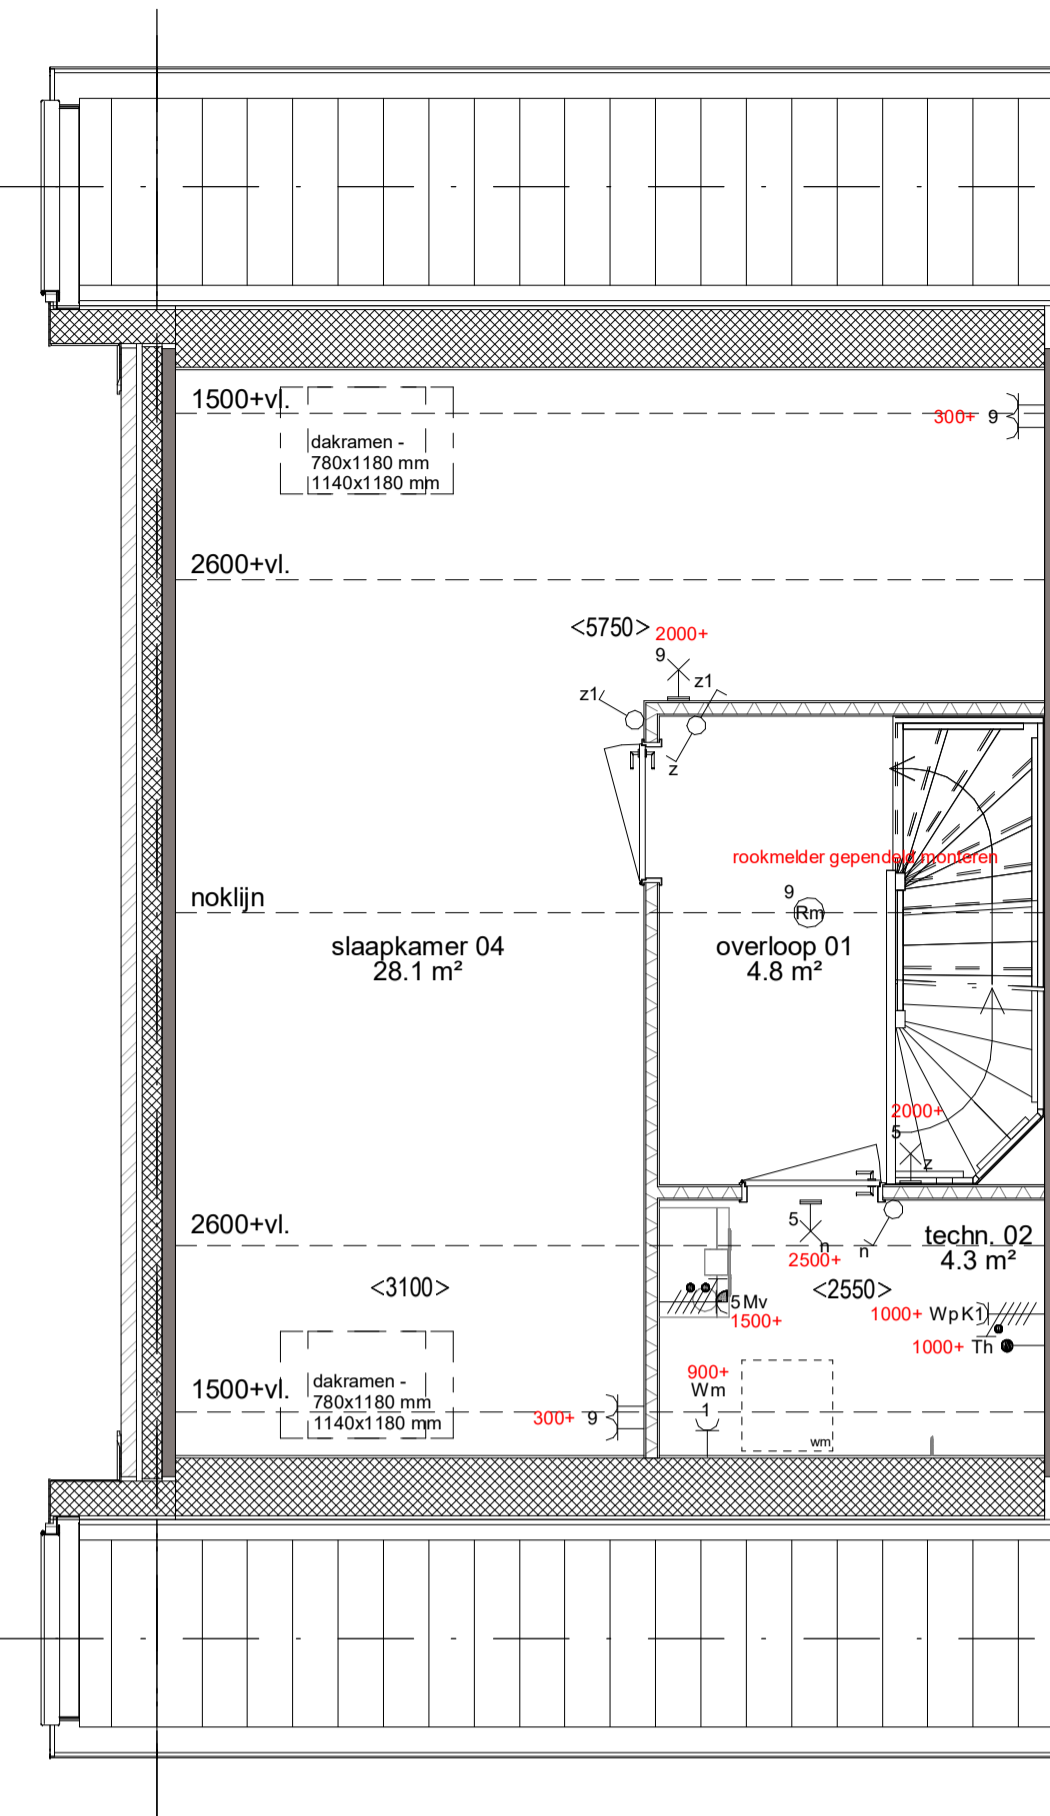 1500+vl.
dakramen -
780x1180 mm
1140x1180 mm
300+ 9
2600+vl.
<5750>
2000+
9
z1
z1
z
rookmelder gependeld monteren
noklijn
9
Rm
slaapkamer 04
28.1 m²
overloop 01
4.8 m²
2000+
5
z
2600+vl.
5
n
2500+
n
techn. 02
4.3 m²
<3100>
<2550>
5 Mv
1500+
1000+ WpK1
1000+ Th
1500+vl.
dakramen -
780x1180 mm
1140x1180 mm
300+ 9
900+
Wm
1
wm